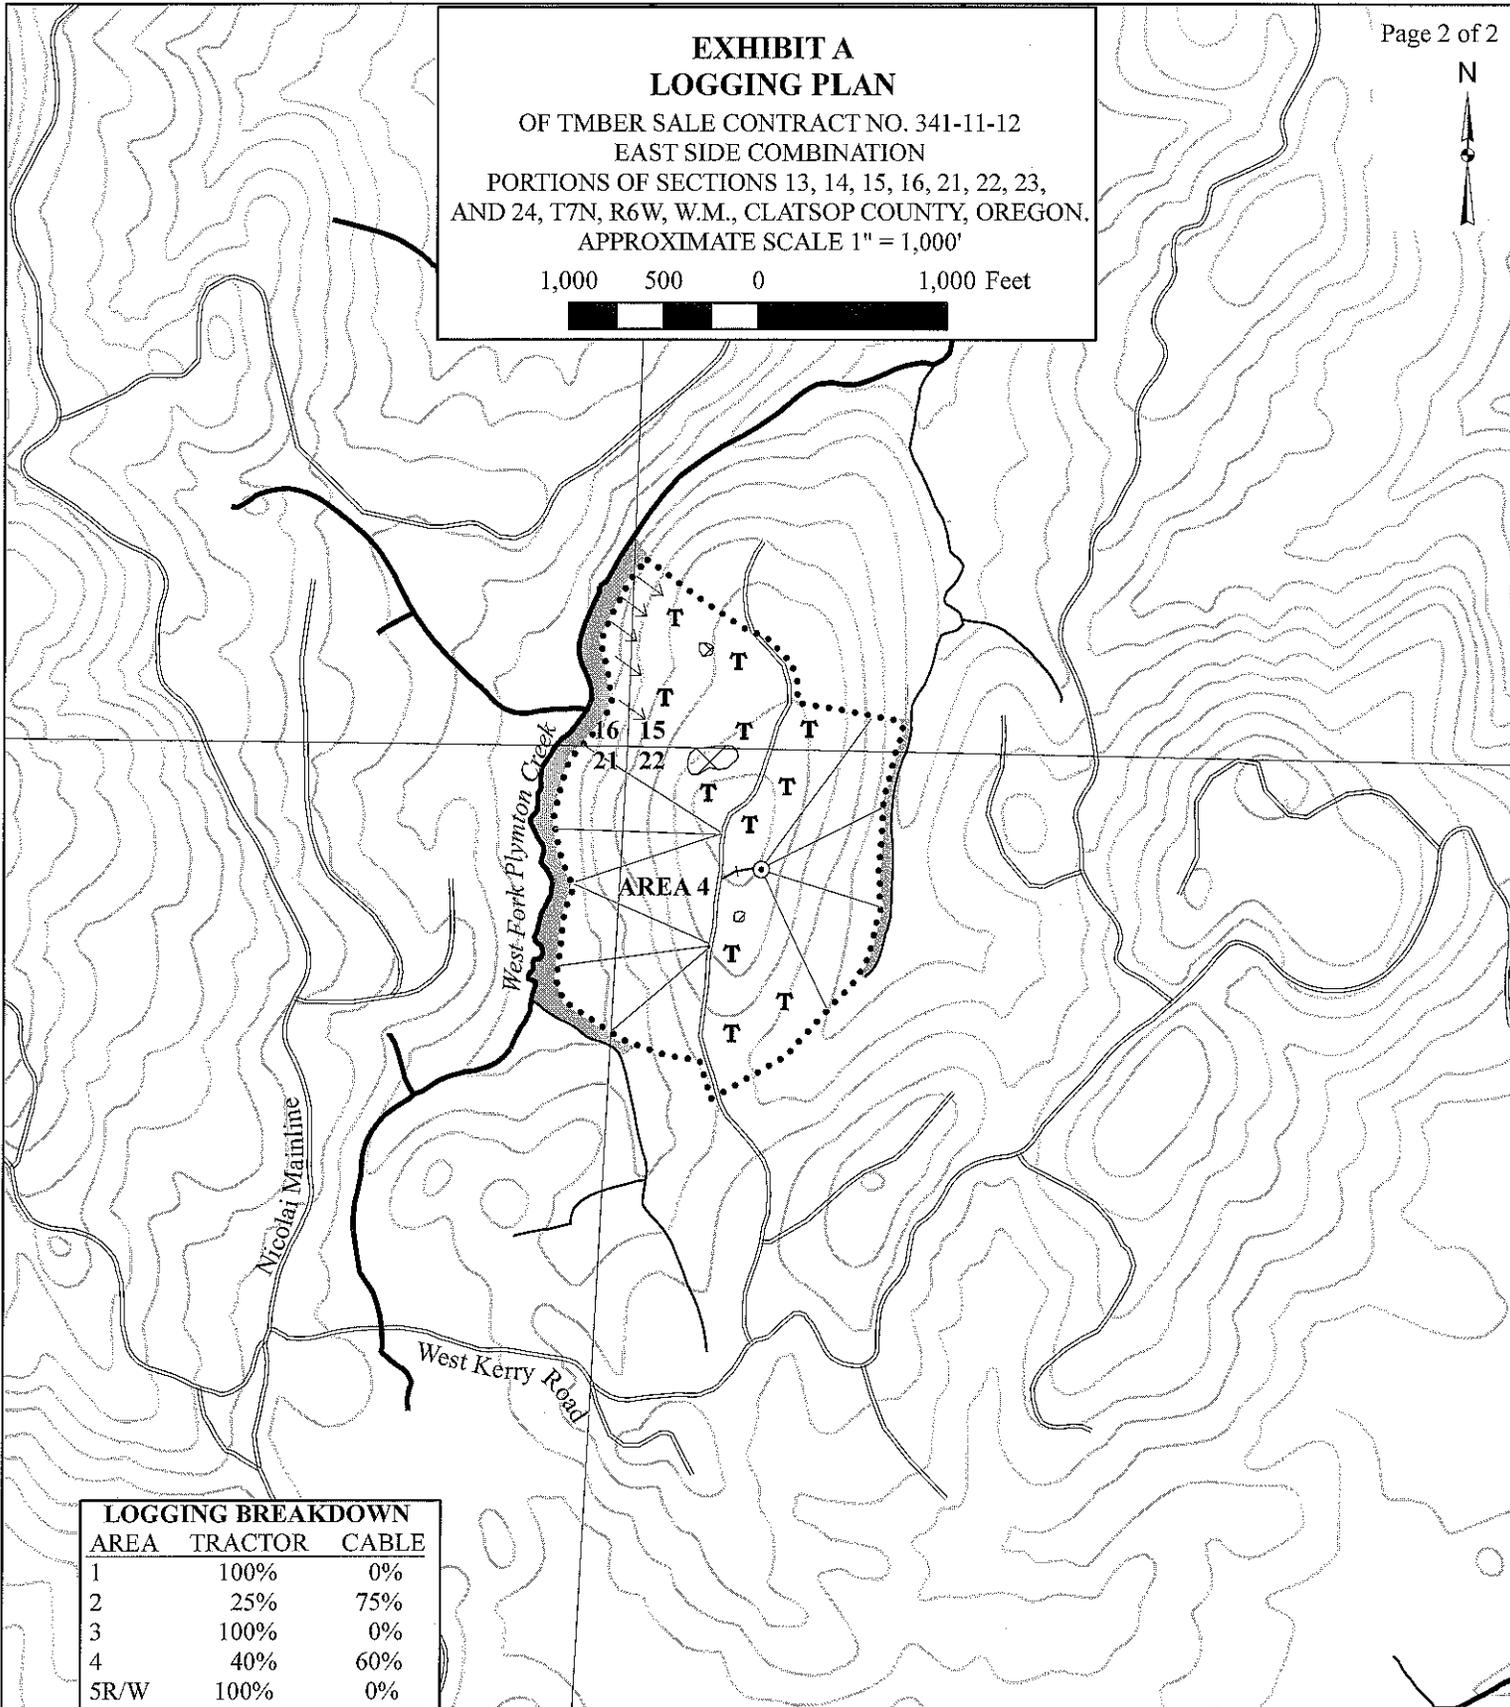 Page 2 of 2
N
EXHIBIT A
LOGGING PLAN
OF TMBER SALE CONTRACT NO. 341-11-12
EAST SIDE COMBINATION
PORTIONS OF SECTIONS 13, 14, 15, 16, 21, 22, 23,
AND 24, T7N, R6W, W.M., CLATSOP COUNTY, OREGON.
APPROXIMATE SCALE 1" = 1,000'
1,000 500 0 1,000 Feet
T
T
T
16 15 T T
21 22
T T
T
West Fork Plymton Creek
AREA 4
T
T
T
Nicolai Mainline
West Kerry Road
LOGGING BREAKDOWN
AREA TRACTOR CABLE
1 100% 0%
2 25% 75%
3 100% 0%
4 40% 60%
5R/W 100% 0%